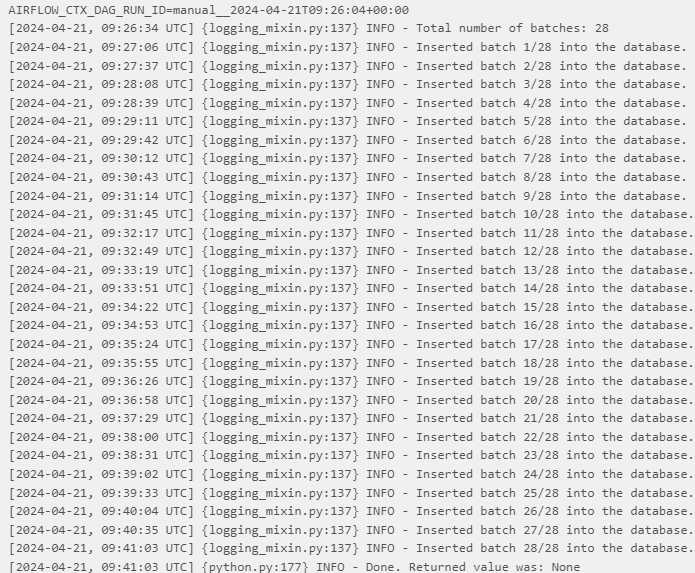 AIRFLOW_CTX_DAG_RUN_ID=manual__2024-04-21T09:26:04+00:00
[2024-04-21, 09:26:34 UTC] {logging_mixin.py:137} INFO - Total number of batches: 28
[2024-04-21, 09:27:06 UTC] {logging_mixin.py:137} INFO - Inserted batch 1/28 into the database.
[2024-04-21, 09:27:37 UTC] {logging_mixin.py:137} INFO - Inserted batch 2/28 into the database.
[2024-04-21, 09:28:08 UTC] {logging_mixin.py:137} INFO - Inserted batch 3/28 into the database.
[2024-04-21, 09:28:39 UTC] {logging_mixin.py:137} INFO - Inserted batch 4/28 into the database.
[2024-04-21, 09:29:11 UTC] {logging_mixin.py:137} INFO - Inserted batch 5/28 into the database.
[2024-04-21, 09:29:42 UTC] {logging_mixin.py:137} INFO - Inserted batch 6/28 into the database.
[2024-04-21, 09:30:12 UTC] {logging_mixin.py:137} INFO - Inserted batch 7/28 into the database.
[2024-04-21, 09:30:43 UTC] {logging_mixin.py:137} INFO - Inserted batch 8/28 into the database.
[2024-04-21, 09:31:14 UTC] {logging_mixin.py:137} INFO - Inserted batch 9/28 into the database.
[2024-04-21, 09:31:45 UTC] {logging_mixin.py:137} INFO - Inserted batch 10/28 into the database.
[2024-04-21, 09:32:17 UTC] {logging_mixin.py:137} INFO - Inserted batch 11/28 into the database.
[2024-04-21, 09:32:49 UTC] {logging_mixin.py:137} INFO - Inserted batch 12/28 into the database.
[2024-04-21, 09:33:19 UTC] {logging_mixin.py:137} INFO - Inserted batch 13/28 into the database.
[2024-04-21, 09:33:51 UTC] {logging_mixin.py:137} INFO - Inserted batch 14/28 into the database.
[2024-04-21, 09:34:22 UTC] {logging_mixin.py:137} INFO - Inserted batch 15/28 into the database.
[2024-04-21, 09:34:53 UTC] {logging_mixin.py:137} INFO - Inserted batch 16/28 into the database.
[2024-04-21, 09:35:24 UTC] {logging_mixin.py:137} INFO - Inserted batch 17/28 into the database.
[2024-04-21, 09:35:55 UTC] {logging_mixin.py:137} INFO - Inserted batch 18/28 into the database.
[2024-04-21, 09:36:26 UTC] {logging_mixin.py:137} INFO - Inserted batch 19/28 into the database.
[2024-04-21, 09:36:58 UTC] {logging_mixin.py:137} INFO - Inserted batch 20/28 into the database.
[2024-04-21, 09:37:29 UTC] {logging_mixin.py:137} INFO - Inserted batch 21/28 into the database.
[2024-04-21, 09:38:00 UTC] {logging_mixin.py:137} INFO - Inserted batch 22/28 into the database.
[2024-04-21, 09:38:31 UTC] {logging_mixin.py:137} INFO - Inserted batch 23/28 into the database.
[2024-04-21, 09:39:02 UTC] {logging_mixin.py:137} INFO - Inserted batch 24/28 into the database.
[2024-04-21, 09:39:33 UTC] {logging_mixin.py:137} INFO - Inserted batch 25/28 into the database.
[2024-04-21, 09:40:04 UTC] {logging_mixin.py:137} INFO - Inserted batch 26/28 into the database.
[2024-04-21, 09:40:35 UTC] {logging_mixin.py:137} INFO - Inserted batch 27/28 into the database.
[2024-04-21, 09:41:03 UTC] {logging_mixin.py:137} INFO - Inserted batch 28/28 into the database.
[2024-04-21, 09:41:03 UTC] {python.py:177} INFO - Done. Returned value was: None